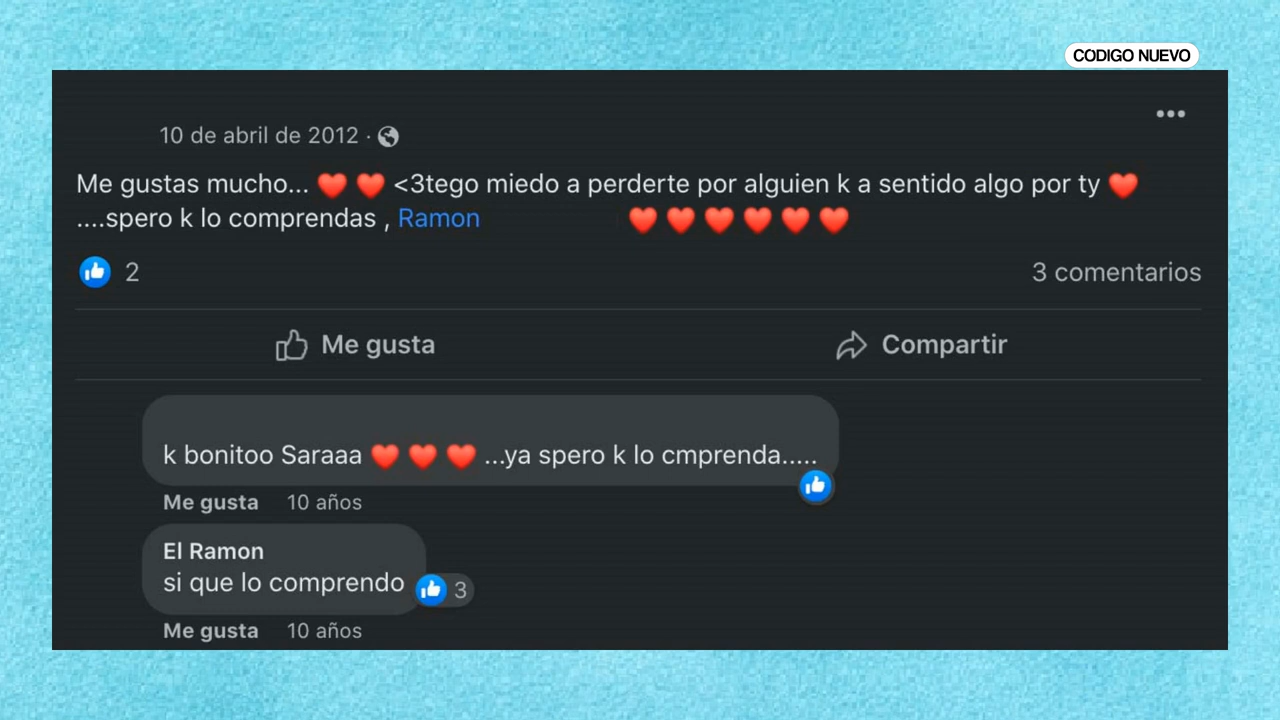 CODIGO NUEVO
10 de abril de 2012 ·
Me gustas mucho... ❤️ ❤️ <3tego miedo a perderte por alguien k a sentido algo por ty ❤️
....spero k lo comprendas , Ramon ❤️ ❤️ ❤️ ❤️ ❤️ ❤️
2 3 comentarios
Me gusta Compartir
k bonitoo Saraaa ❤️ ❤️ ❤️ ...ya spero k lo cmprenda.....
Me gusta 10 años
El Ramon
si que lo comprendo
3
Me gusta 10 años